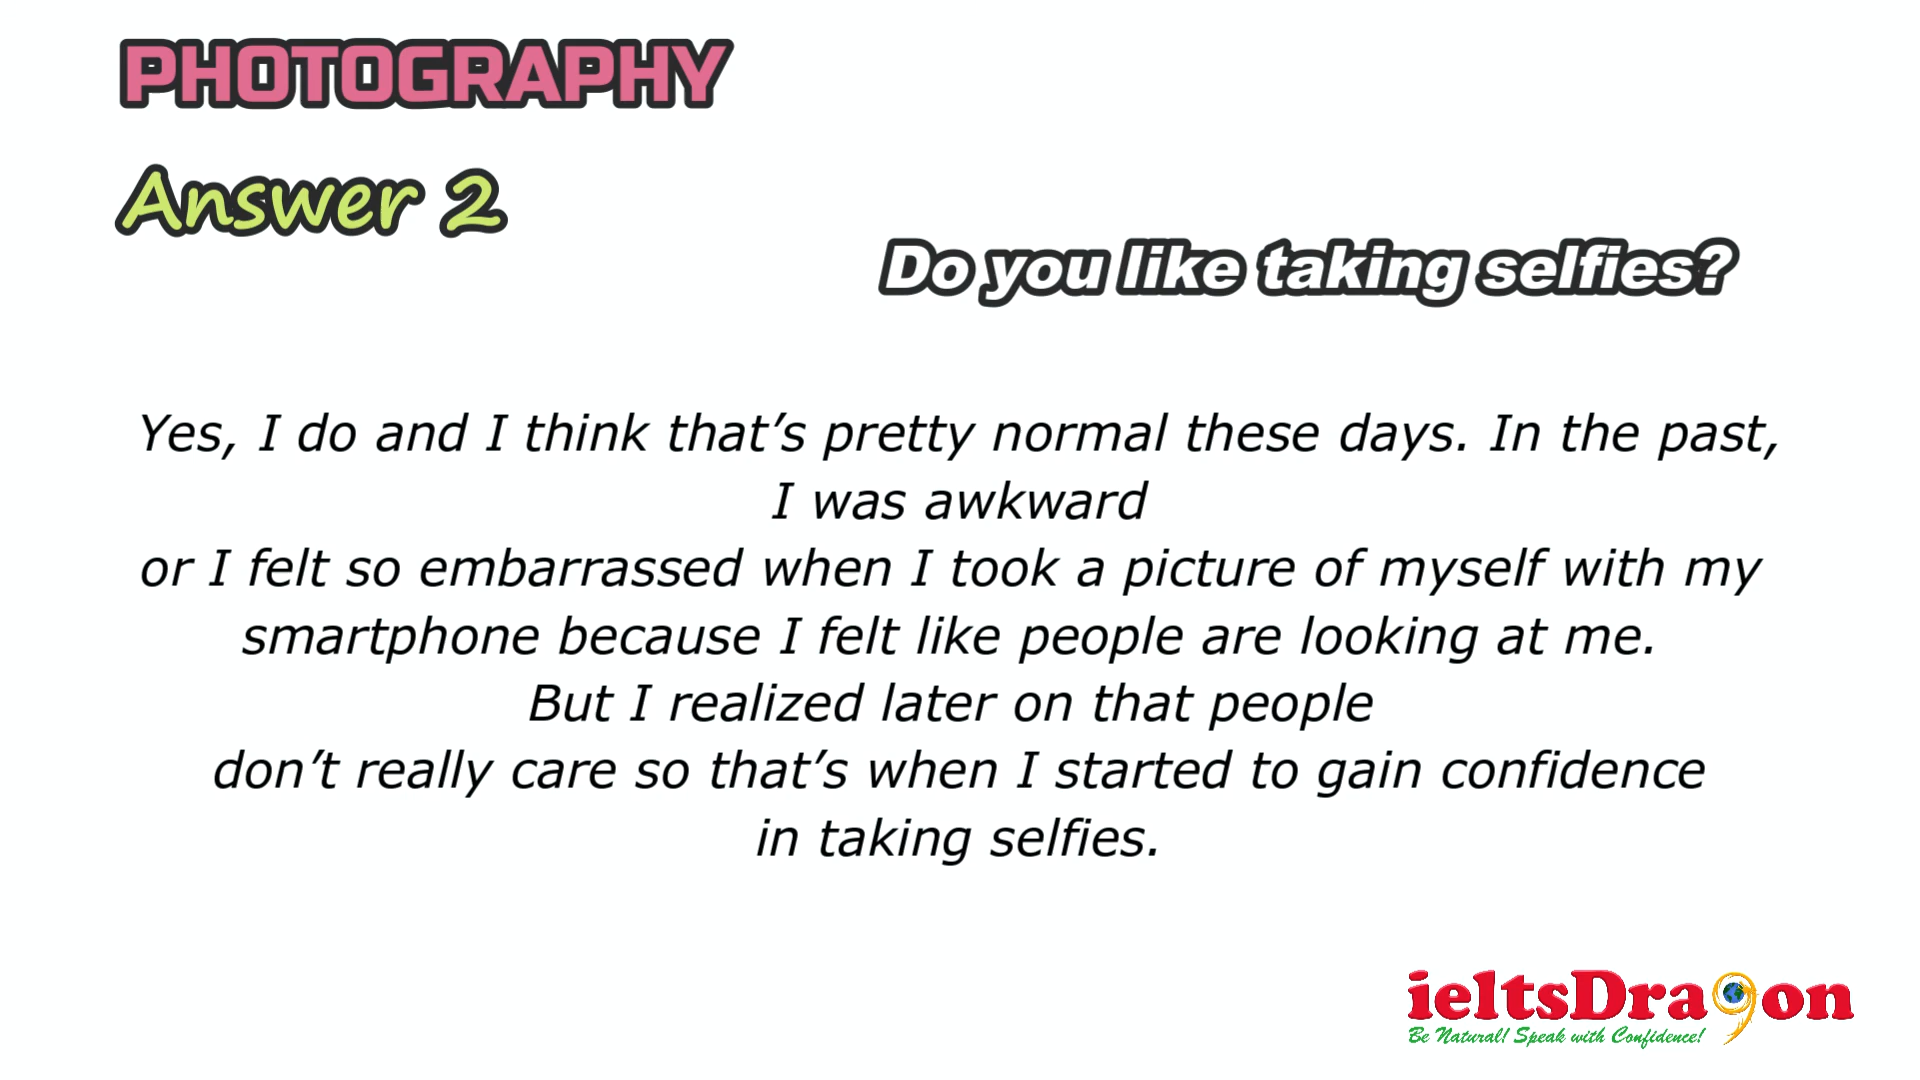 PHOTOGRAPHY
Answer 2
Do you like taking selfies?
Yes, I do and I think that’s pretty normal these days. In the past,
I was awkward
or I felt so embarrassed when I took a picture of myself with my
smartphone because I felt like people are looking at me.
But I realized later on that people
don’t really care so that’s when I started to gain confidence
in taking selfies.
ieltsDra9on
Be Natural! Speak with Confidence!